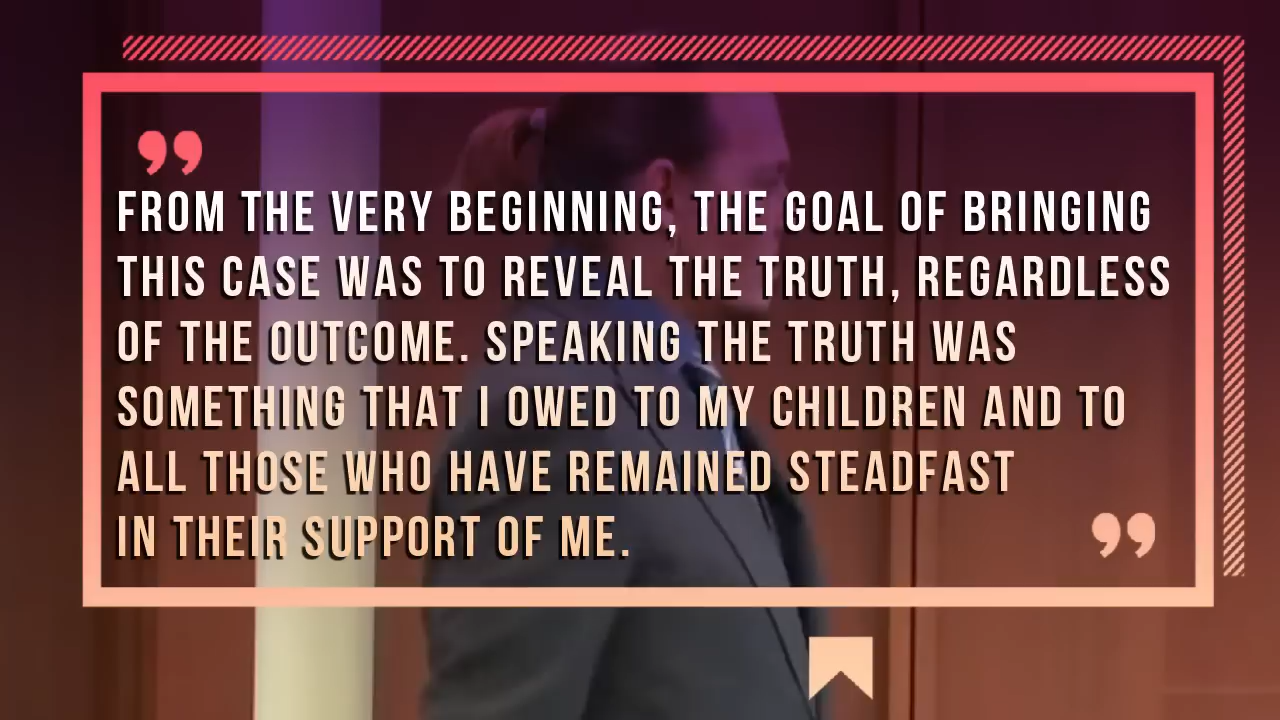 FROM THE VERY BEGINNING, THE GOAL OF BRINGING
THIS CASE WAS TO REVEAL THE TRUTH, REGARDLESS
OF THE OUTCOME. SPEAKING THE TRUTH WAS
SOMETHING THAT I OWED TO MY CHILDREN AND TO
ALL THOSE WHO HAVE REMAINED STEADFAST
IN THEIR SUPPORT OF ME.